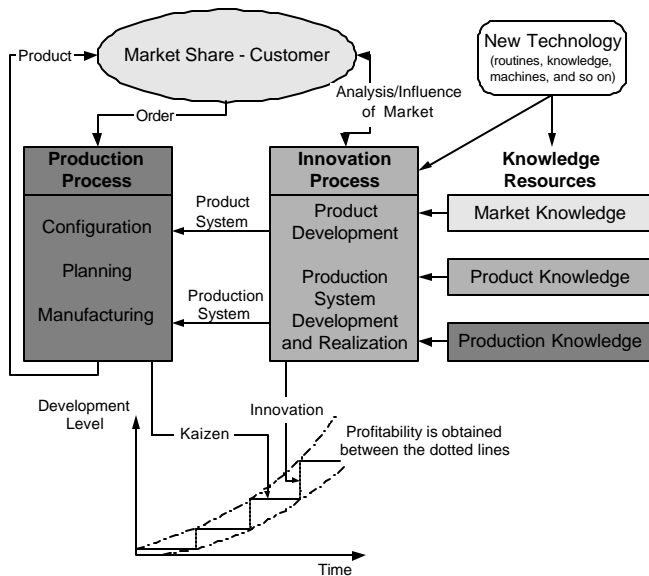 Product
Market Share - Customer
New Technology
(routines, knowledge,
machines, and so on)
Analysis/Influence
of Market
Order
Production
Process
Innovation
Process
Knowledge
Resources
Configuration
Planning
Manufacturing
Product
System
Production
System
Product
Development
Production
System
Development
and Realization
Market Knowledge
Product Knowledge
Production Knowledge
Development
Level
Kaizen
Innovation
Profitability is obtained
between the dotted lines
Time